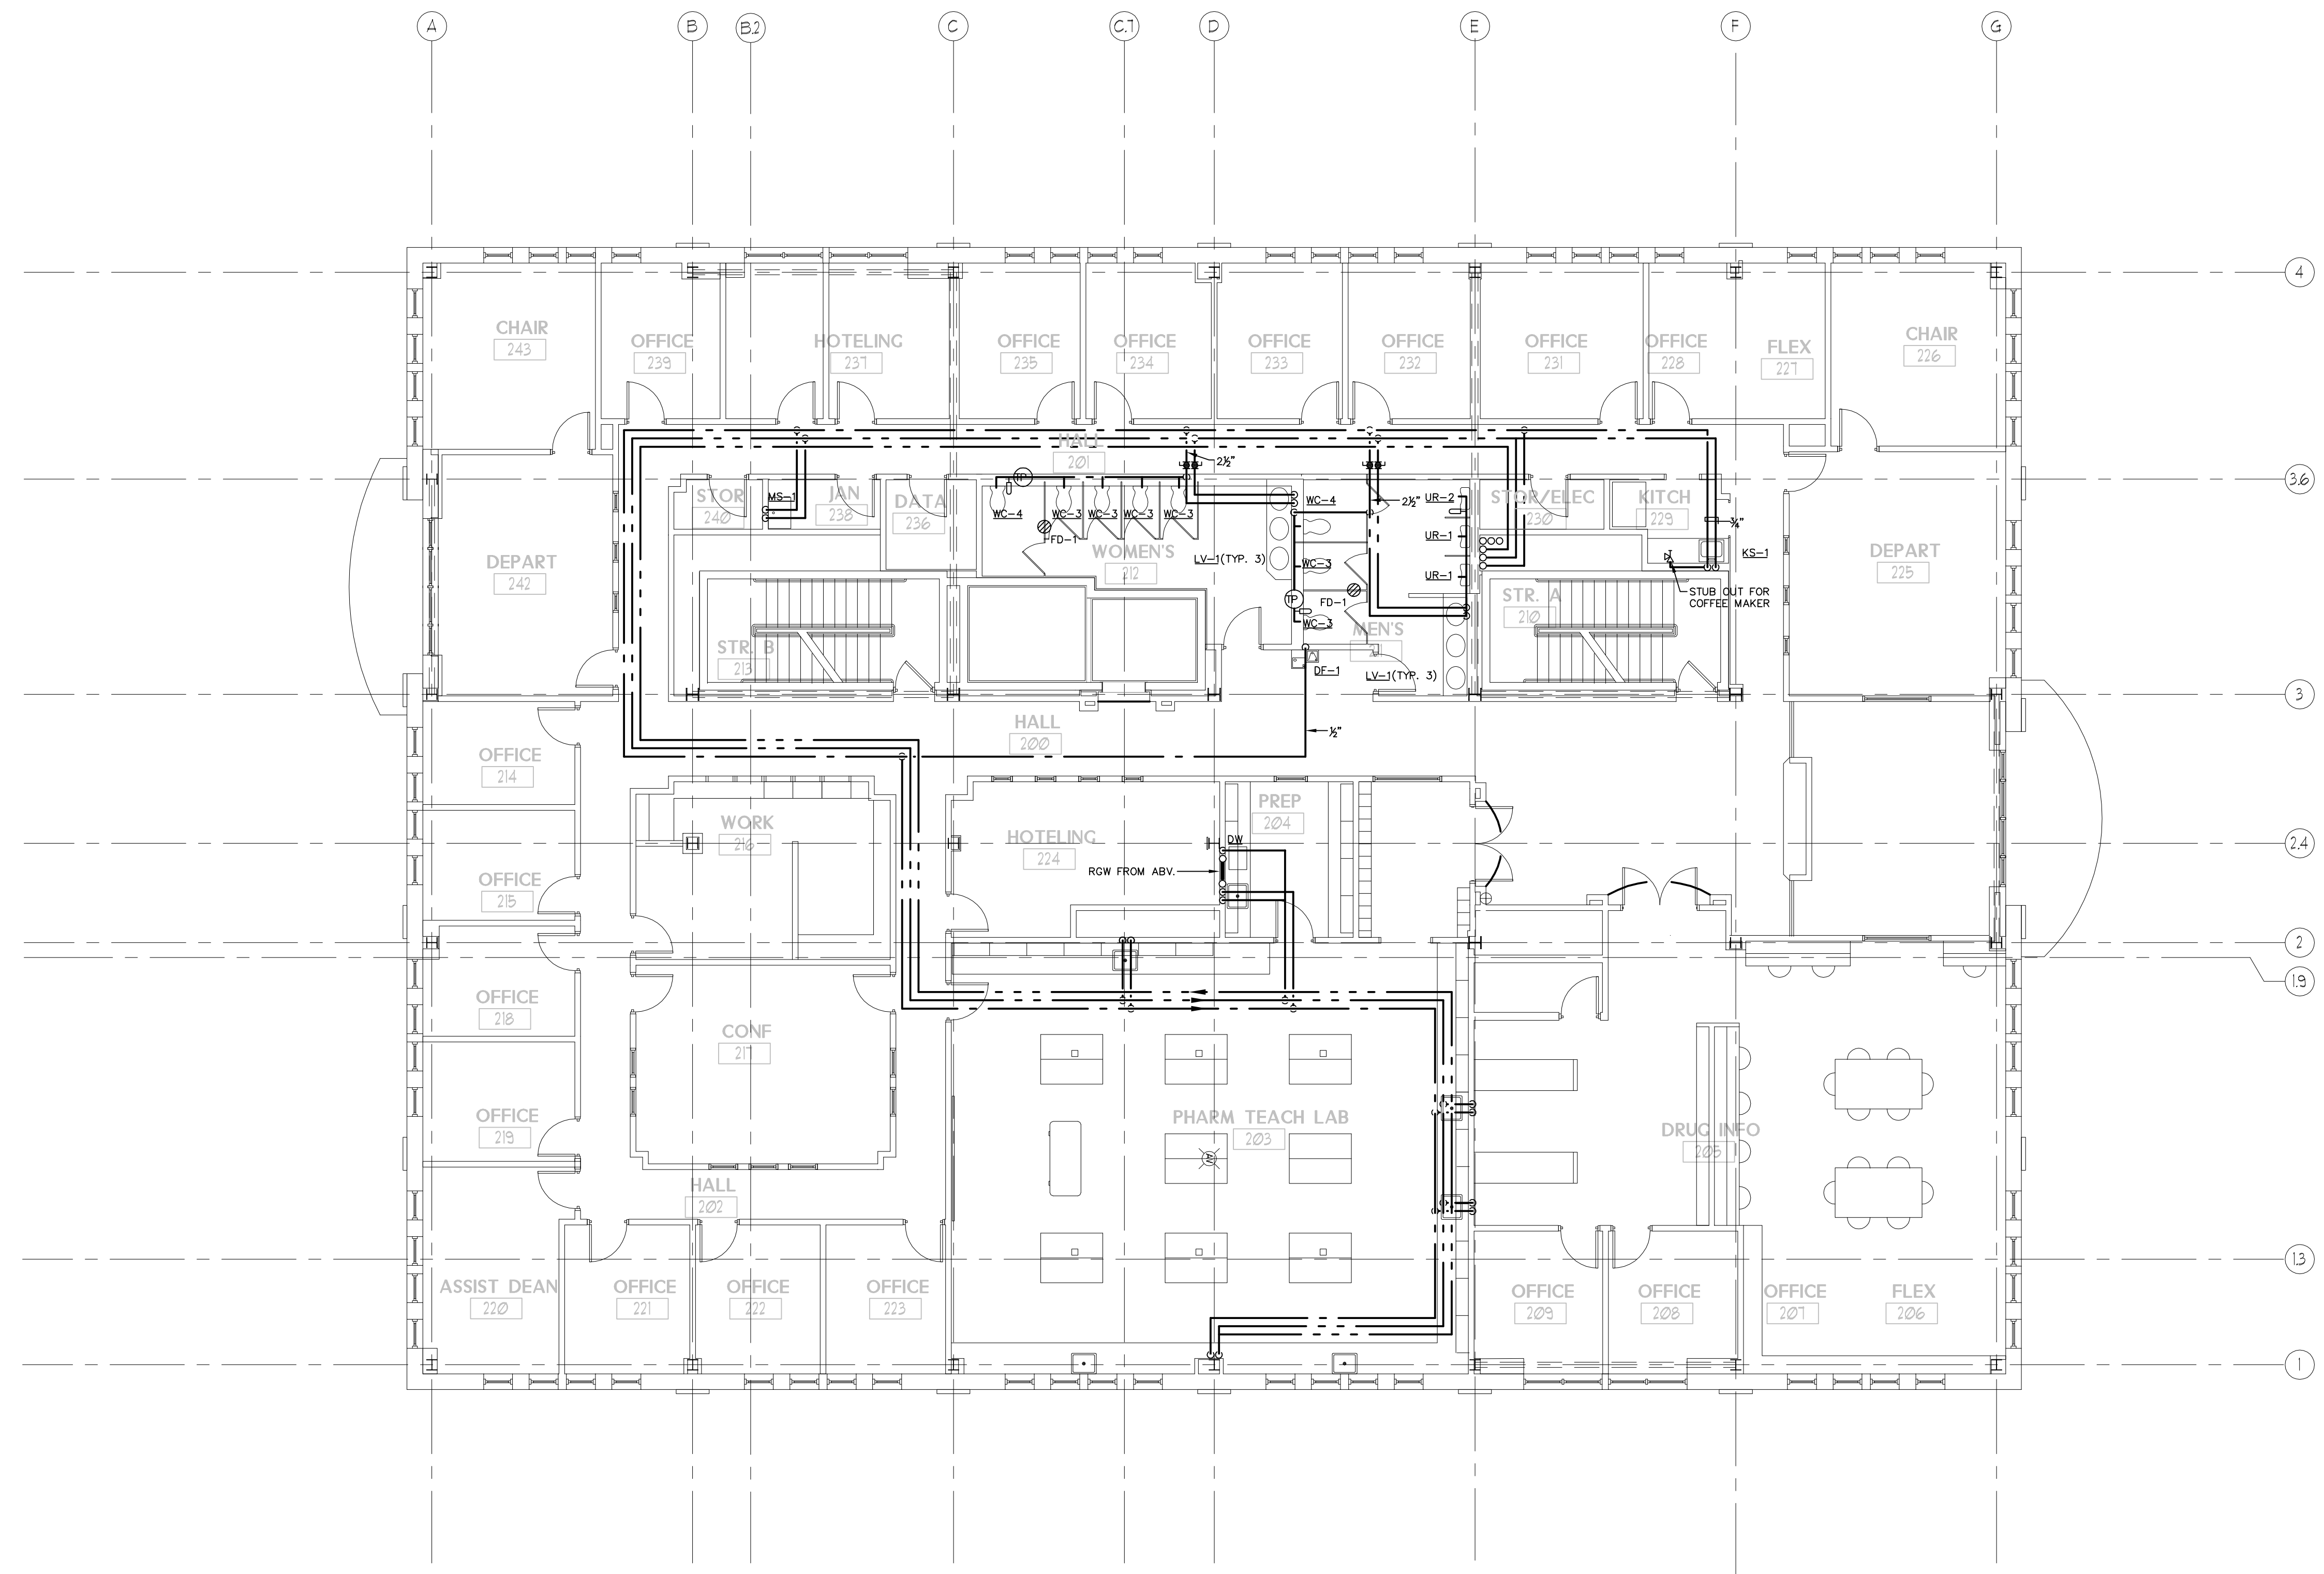 A B B.2 C C.7 D E F G
4
CHAIR
243
OFFICE
239
HOTELING
237
OFFICE
235
OFFICE
234
OFFICE
233
OFFICE
232
OFFICE
231
OFFICE
228
FLEX
227
CHAIR
226
HALL
201
2½"
3.6
STOR
240
MS-1
JAN
238
DATA
236
TP
WC-4
WC-3
WC-3
WC-3
WC-3
FD-1
WOMEN'S
212
LV-1(TYP. 3)
WC-4
2½"
UR-2
UR-1
UR-1
WC-3
TP
FD-1
WC-3
MEN'S
DF-1
LV-1(TYP. 3)
STOR/ELEC
230
KITCH
229
¾"
KS-1
STUB OUT FOR
COFFEE MAKER
STR. A
210
DEPART
242
DEPART
225
STR. B
213
3
HALL
200
½"
OFFICE
214
WORK
216
HOTELING
224
PREP
204
DW
RGW FROM ABV.
2.4
OFFICE
215
2
1.9
OFFICE
218
CONF
217
OFFICE
219
PHARM TEACH LAB
203
AV
DRUG INFO
205
HALL
202
1.3
ASSIST DEAN
220
OFFICE
221
OFFICE
222
OFFICE
223
OFFICE
209
OFFICE
208
OFFICE
207
FLEX
206
1